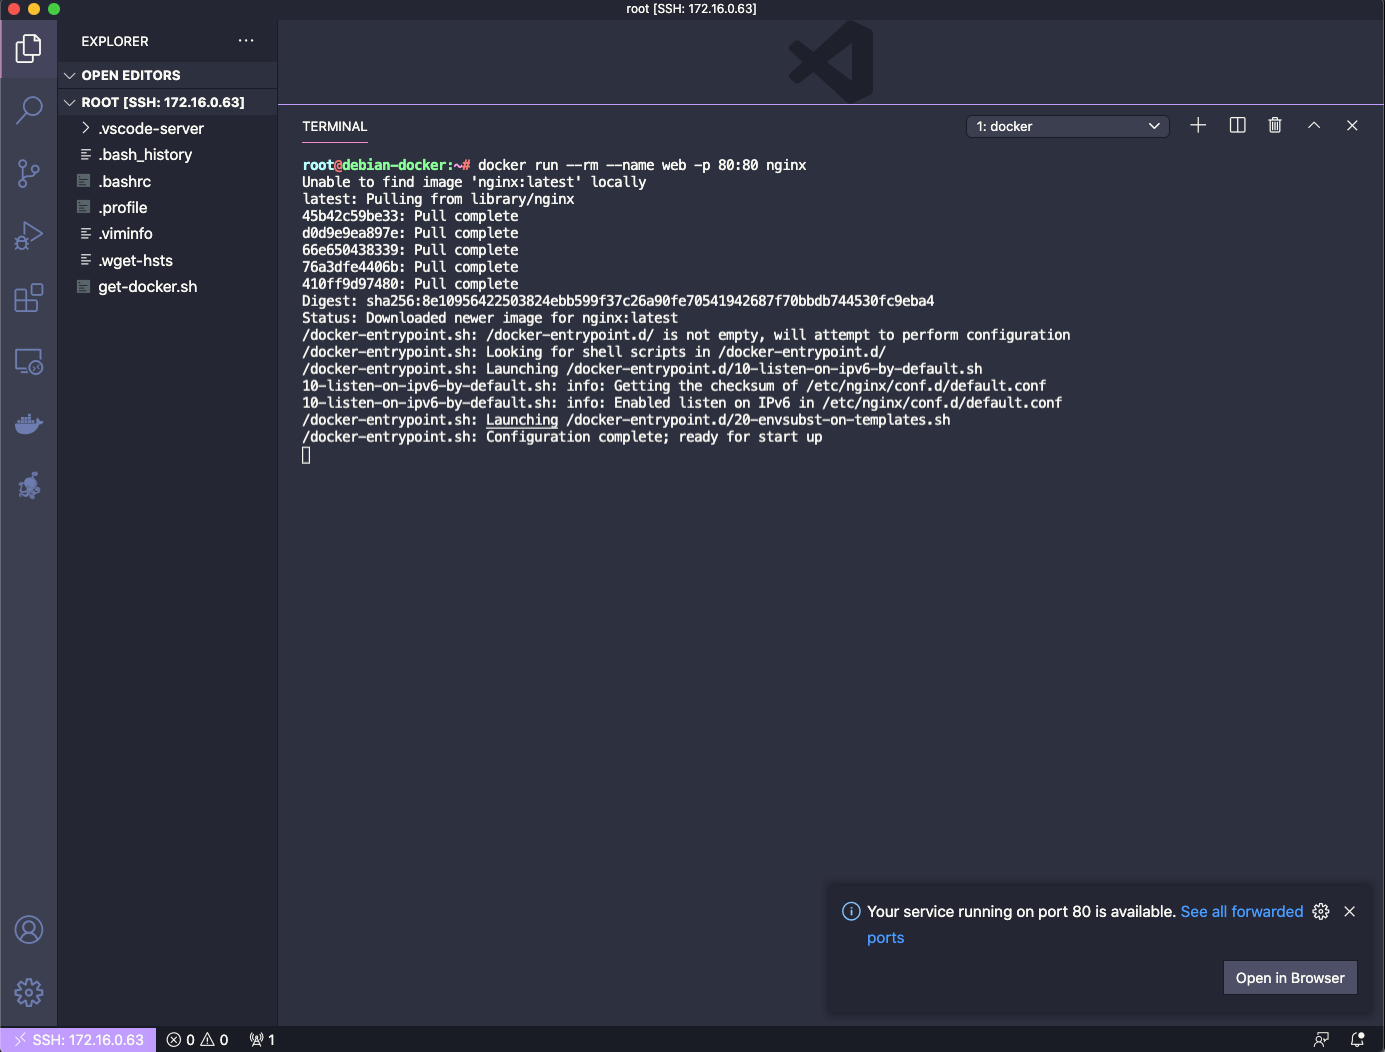 root [SSH: 172.16.0.63]
EXPLORER
OPEN EDITORS
ROOT [SSH: 172.16.0.63]
.vscode-server
.bash_history
.bashrc
.profile
.viminfo
.wget-hsts
get-docker.sh
TERMINAL
1: docker
root@debian-docker:~# docker run --rm --name web -p 80:80 nginx
Unable to find image 'nginx:latest' locally
latest: Pulling from library/nginx
45b42c59be33: Pull complete
d0d9e9ea897e: Pull complete
66e650438339: Pull complete
76a3dfe4406b: Pull complete
410ff9d97480: Pull complete
Digest: sha256:8e10956422503824ebb599f37c26a90fe70541942687f70bbdb744530fc9eba4
Status: Downloaded newer image for nginx:latest
/docker-entrypoint.sh: /docker-entrypoint.d/ is not empty, will attempt to perform configuration
/docker-entrypoint.sh: Looking for shell scripts in /docker-entrypoint.d/
/docker-entrypoint.sh: Launching /docker-entrypoint.d/10-listen-on-ipv6-by-default.sh
10-listen-on-ipv6-by-default.sh: info: Getting the checksum of /etc/nginx/conf.d/default.conf
10-listen-on-ipv6-by-default.sh: info: Enabled listen on IPv6 in /etc/nginx/conf.d/default.conf
/docker-entrypoint.sh: Launching /docker-entrypoint.d/20-envsubst-on-templates.sh
/docker-entrypoint.sh: Configuration complete; ready for start up
Your service running on port 80 is available. See all forwarded
ports
Open in Browser
SSH: 172.16.0.63
0
0
1